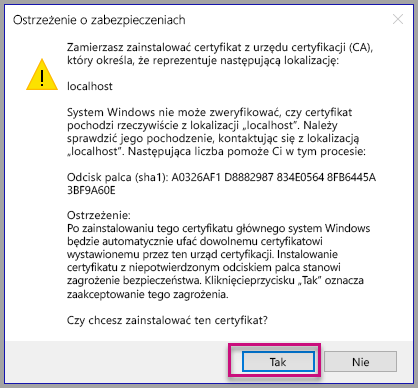 Ostrzeżenie o zabezpieczeniach
Zamierzasz zainstalować certyfikat z urzędu certyfikacji (CA),
który określa, że reprezentuje następującą lokalizację:
localhost
System Windows nie może zweryfikować, czy certyfikat
pochodzi rzeczywiście z lokalizacji „localhost”. Należy
sprawdzić jego pochodzenie, kontaktując się z lokalizacją
„localhost”. Następująca liczba pomoże Ci w tym procesie:
Odcisk palca (sha1): A0326AF1 D8882987 834E0564 8FB6445A
3BF9A60E
Ostrzeżenie:
Po zainstalowaniu tego certyfikatu głównego system Windows
będzie automatycznie ufać dowolnemu certyfikatowi
wystawionemu przez ten urząd certyfikacji. Instalowanie
certyfikatu z niepotwierdzonym odciskiem palca stanowi
zagrożenie bezpieczeństwa. Kliknięcieprzycisku „Tak” oznacza
zaakceptowanie tego zagrożenia.
Czy chcesz zainstalować ten certyfikat?
Tak
Nie